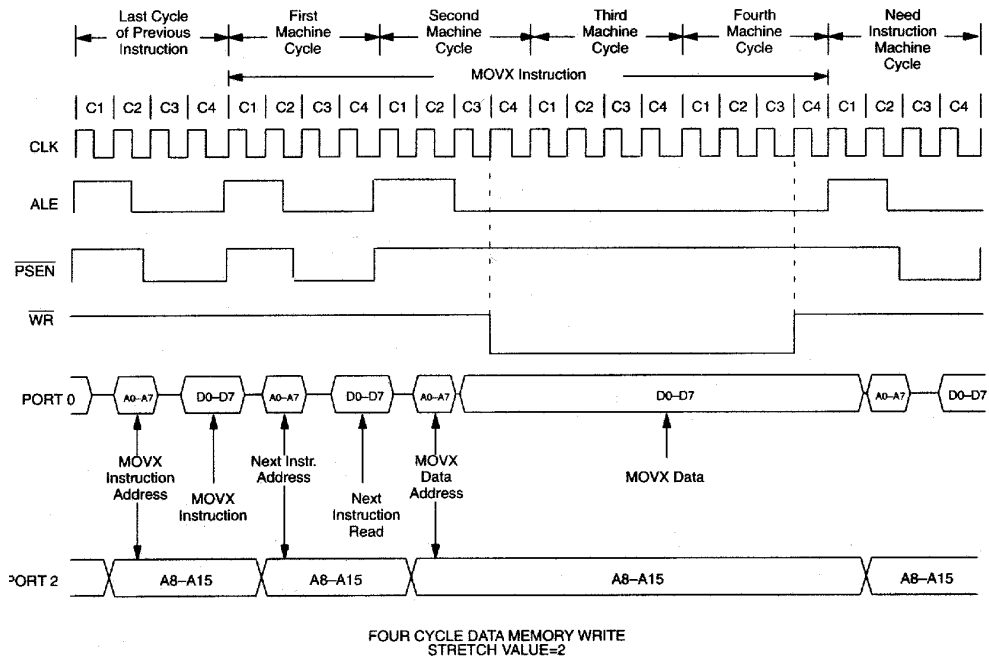 Last Cycle of Previous Instruction
First Machine Cycle
Second Machine Cycle
Third Machine Cycle
Fourth Machine Cycle
Need Instruction Machine Cycle
MOVX Instruction
C1 C2 C3 C4 C1 C2 C3 C4 C1 C2 C3 C4 C1 C2 C3 C4 C1 C2 C3 C4 C1 C2 C3 C4
CLK
ALE
PSEN
WR
PORT 0
A0–A7 D0–D7 A0–A7 D0–D7 A0–A7 D0–D7 A0–A7 D0–D7
MOVX Instruction Address
MOVX Instruction
Next Instr. Address
Next Instruction Read
MOVX Data Address
MOVX Data
PORT 2
A8–A15 A8–A15 A8–A15 A8–A15
FOUR CYCLE DATA MEMORY WRITE
STRETCH VALUE=2